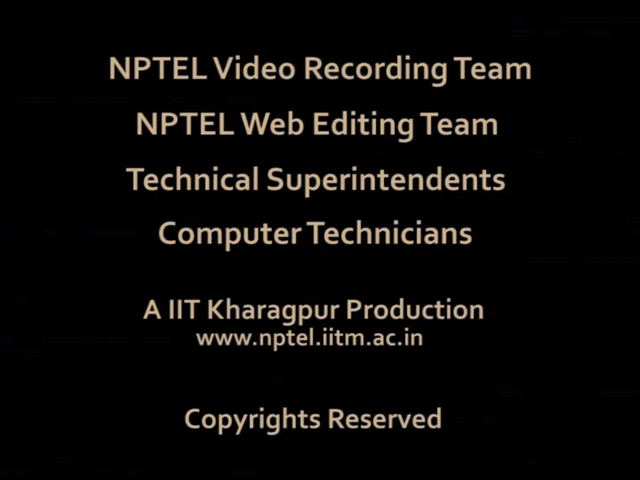 NPTEL Video Recording Team
NPTEL Web Editing Team
Technical Superintendents
Computer Technicians
A IIT Kharagpur Production
www.nptel.iitm.ac.in
Copyrights Reserved